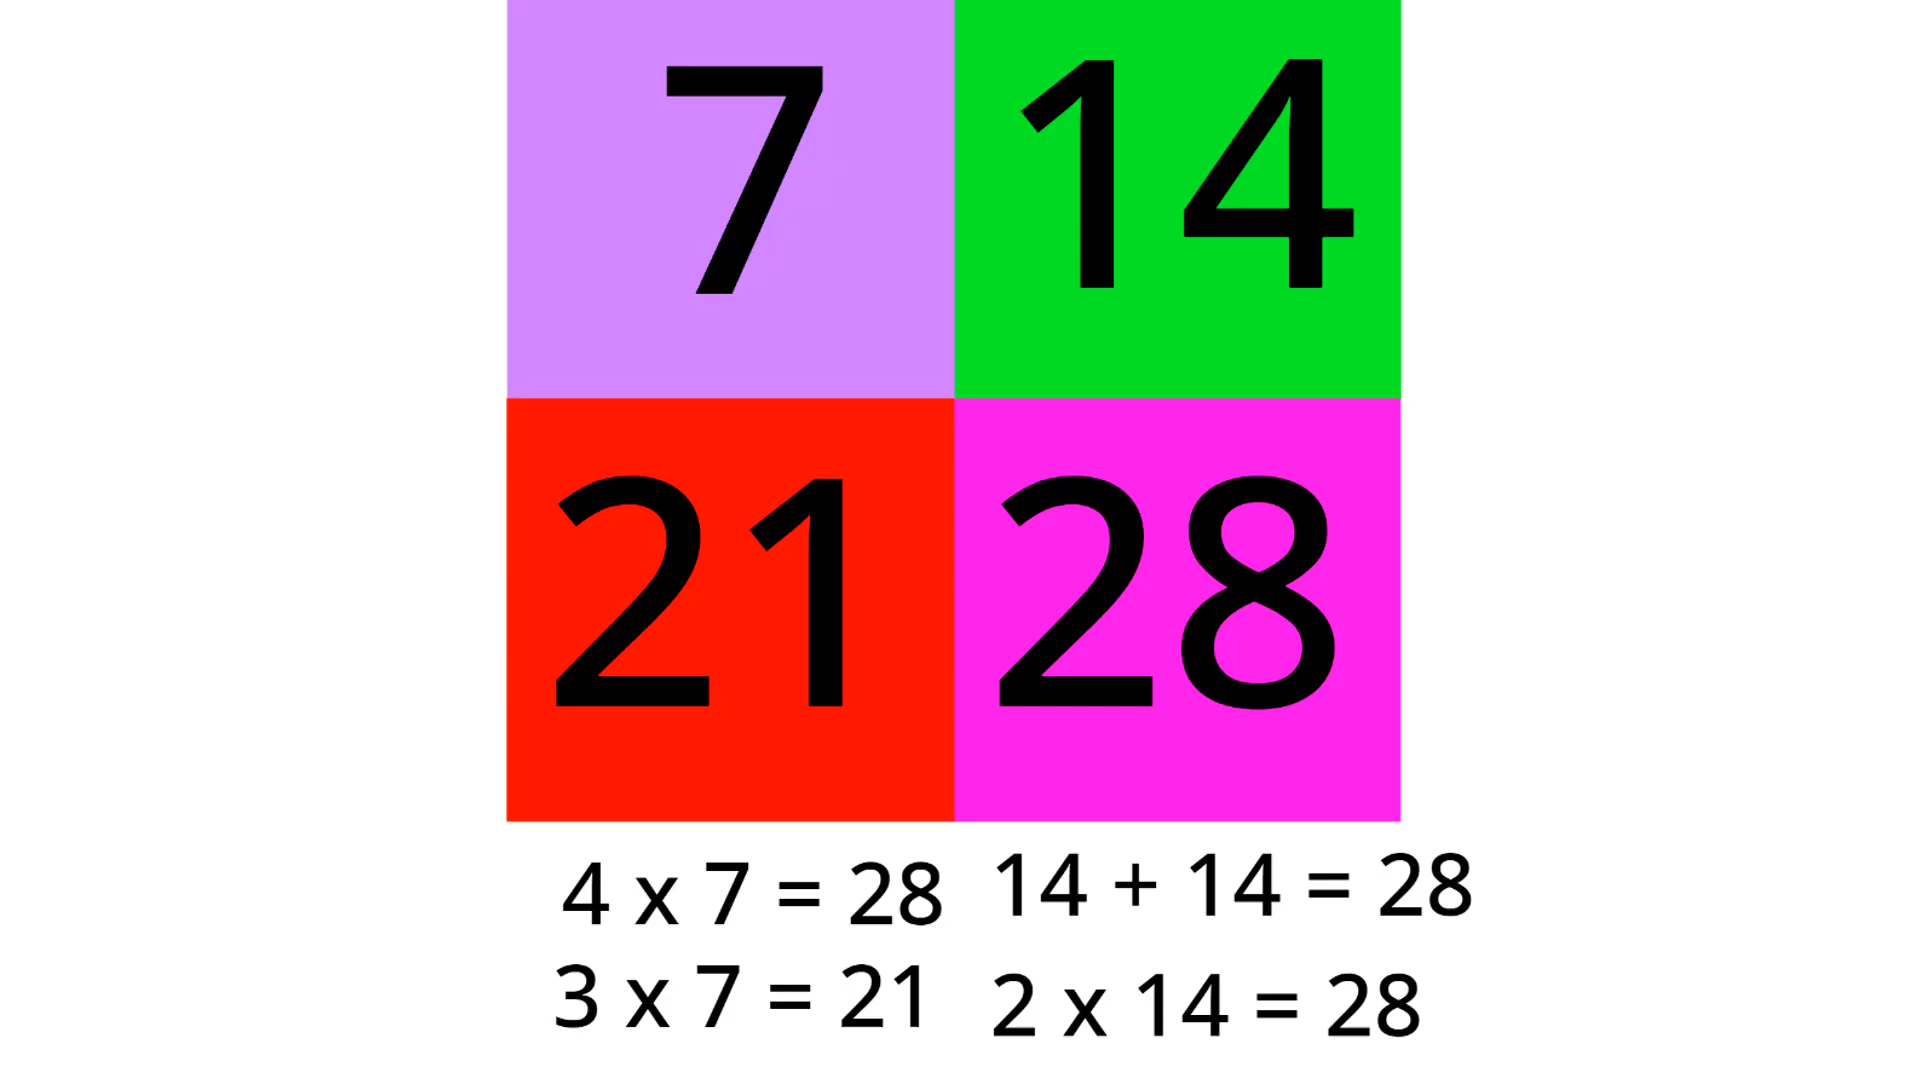 7 14
21 28
4 x 7 = 28 14 + 14 = 28
3 x 7 = 21 2 x 14 = 28